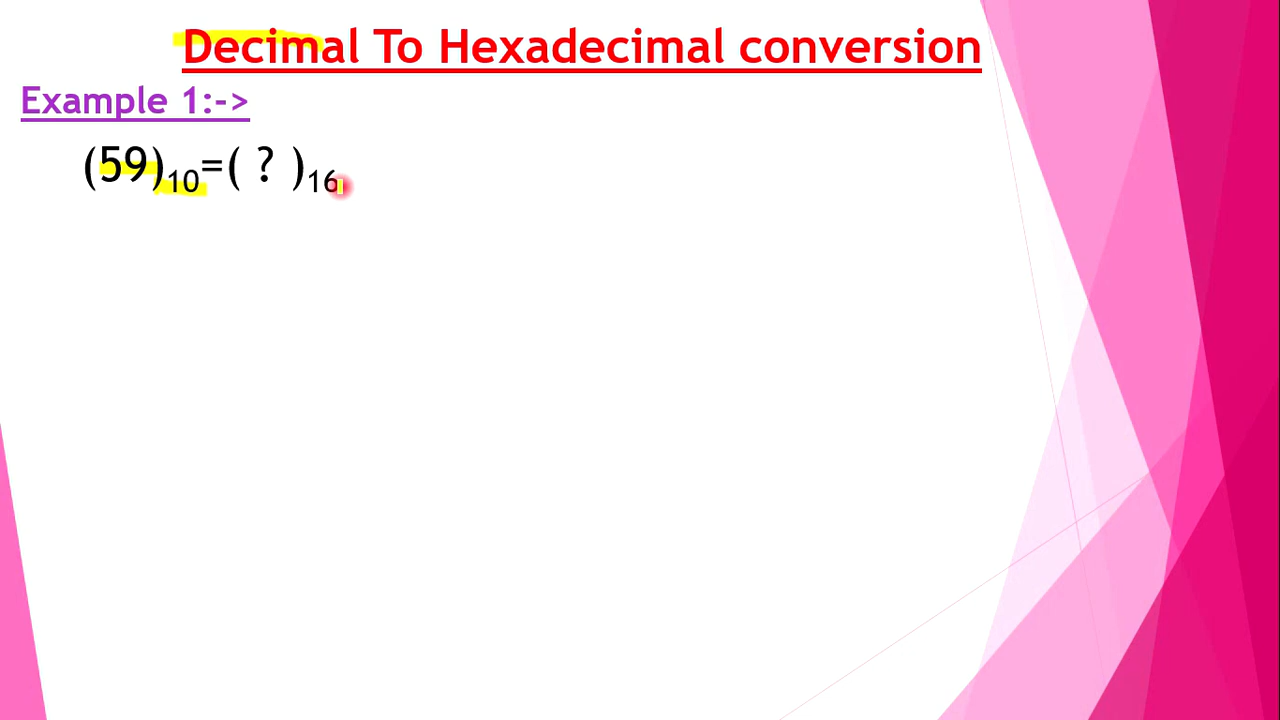 Decimal To Hexadecimal conversion
Example 1:->
(59)₁₀=( ? )₁₆